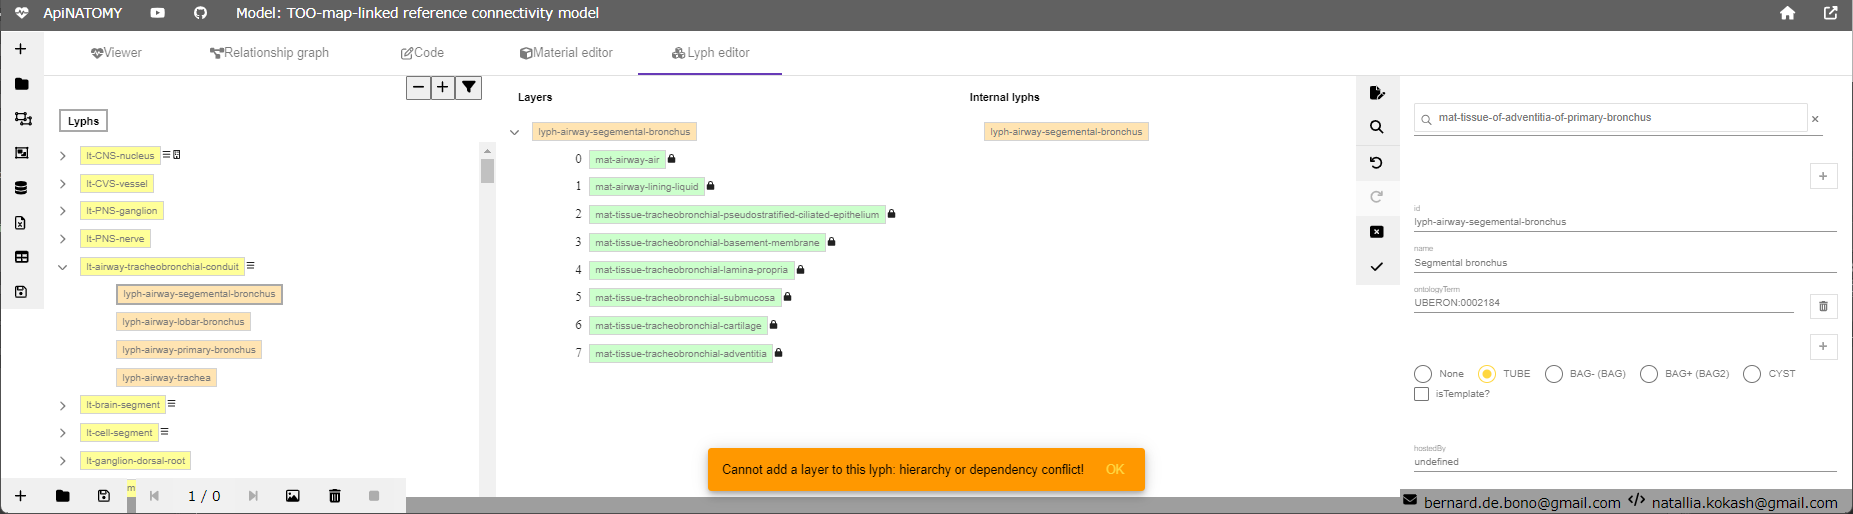 ApiNATOMY Model: TOO-map-linked reference connectivity model
Viewer Relationship graph Code Material editor Lyph editor
Lyphs
lt-CNS-nucleus
lt-CVS-vessel
lt-PNS-ganglion
lt-PNS-nerve
lt-airway-tracheobronchial-conduit
lyph-airway-segemental-bronchus
lyph-airway-lobar-bronchus
lyph-airway-primary-bronchus
lyph-airway-trachea
lt-brain-segment
lt-cell-segment
lt-ganglion-dorsal-root
m
1 / 0
Layers
lyph-airway-segemental-bronchus
0 mat-airway-air
1 mat-airway-lining-liquid
2 mat-tissue-tracheobronchial-pseudostratified-ciliated-epithelium
3 mat-tissue-tracheobronchial-basement-membrane
4 mat-tissue-tracheobronchial-lamina-propria
5 mat-tissue-tracheobronchial-submucosa
6 mat-tissue-tracheobronchial-cartilage
7 mat-tissue-tracheobronchial-adventitia
Internal lyphs
lyph-airway-segemental-bronchus
Cannot add a layer to this lyph: hierarchy or dependency conflict! OK
mat-tissue-of-adventitia-of-primary-bronchus
id
lyph-airway-segemental-bronchus
name
Segmental bronchus
ontologyTerm
UBERON:0002184
None TUBE BAG- (BAG) BAG+ (BAG2) CYST
isTemplate?
hostedBy
undefined
bernard.de.bono@gmail.com natallia.kokash@gmail.com